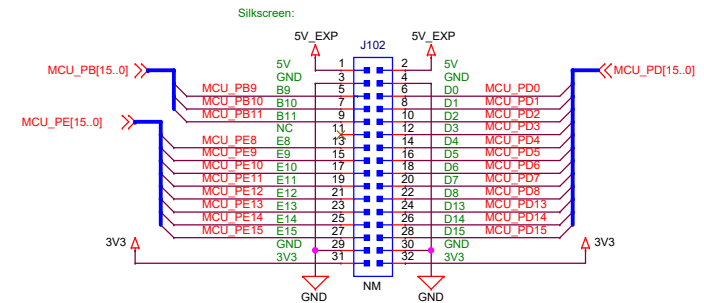 Silkscreen:
5V_EXP J102 5V_EXP
5V 1 2 5V
MCU_PB[15..0] GND 3 4 GND MCU_PD[15..0]
MCU_PB9 B9 5 6 D0 MCU_PD0
MCU_PB10 B10 7 8 D1 MCU_PD1
MCU_PB11 B11 9 10 D2 MCU_PD2
MCU_PE[15..0] NC 11 12 D3 MCU_PD3
MCU_PE8 E8 13 14 D4 MCU_PD4
MCU_PE9 E9 15 16 D5 MCU_PD5
MCU_PE10 E10 17 18 D6 MCU_PD6
MCU_PE11 E11 19 20 D7 MCU_PD7
MCU_PE12 E12 21 22 D8 MCU_PD8
MCU_PE13 E13 23 24 D13 MCU_PD13
MCU_PE14 E14 25 26 D14 MCU_PD14
MCU_PE15 E15 27 28 D15 MCU_PD15
3V3 GND 29 30 GND 3V3
3V3 31 32 3V3
NM
GND GND